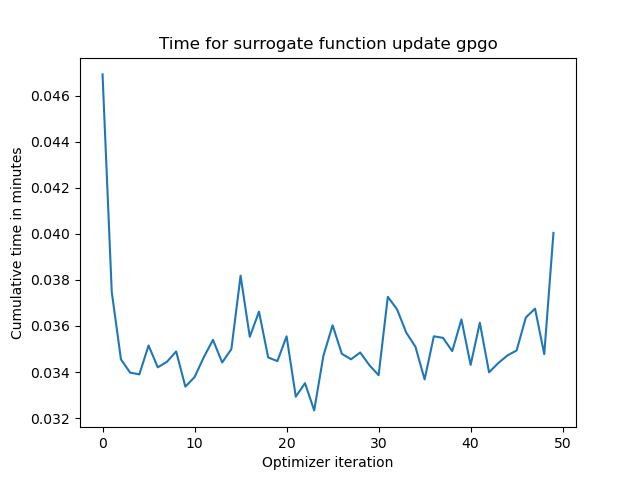 Time for surrogate function update gpgo
0.046
0.044
0.042
0.040
0.038
0.036
0.034
0.032
Cumulative time in minutes
0 10 20 30 40 50
Optimizer iteration